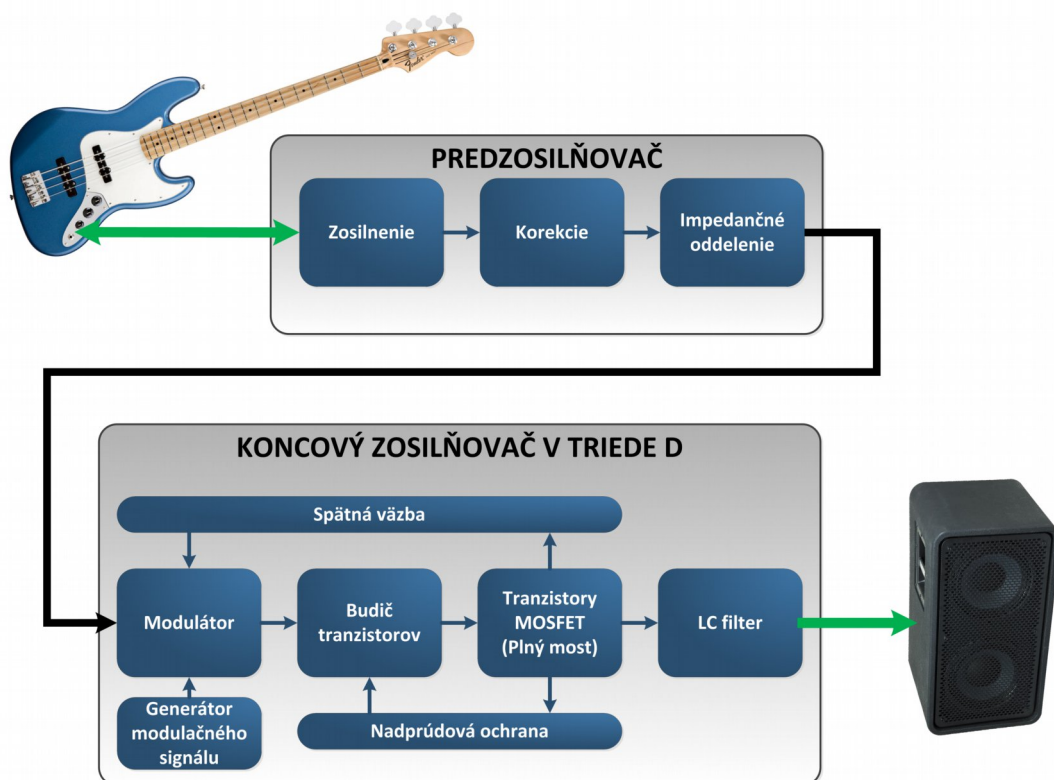 Fender
PREDZOSILŇOVAČ
Zosilnenie
Korekcie
Impedančné
oddelenie
KONCOVÝ ZOSILŇOVAČ V TRIEDE D
Spätná väzba
Modulátor
Budič
tranzistorov
Tranzistory
MOSFET
(Plný most)
LC filter
Generátor
modulačného
signálu
Nadprúdová ochrana